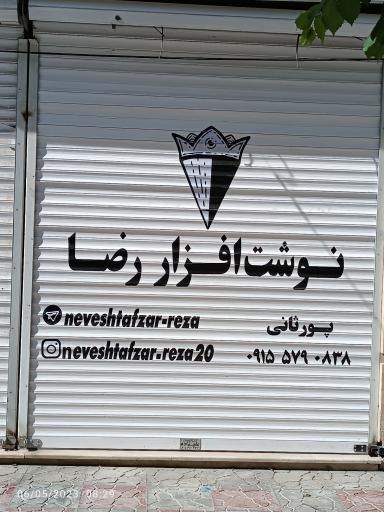 نوشت‌افزار رضا
neveshtafzar-reza
پورثانی
neveshtafzar-reza20
۰۹۱۵ ۵۷۹ ۰۸۳۸
06/05/2023 08:29